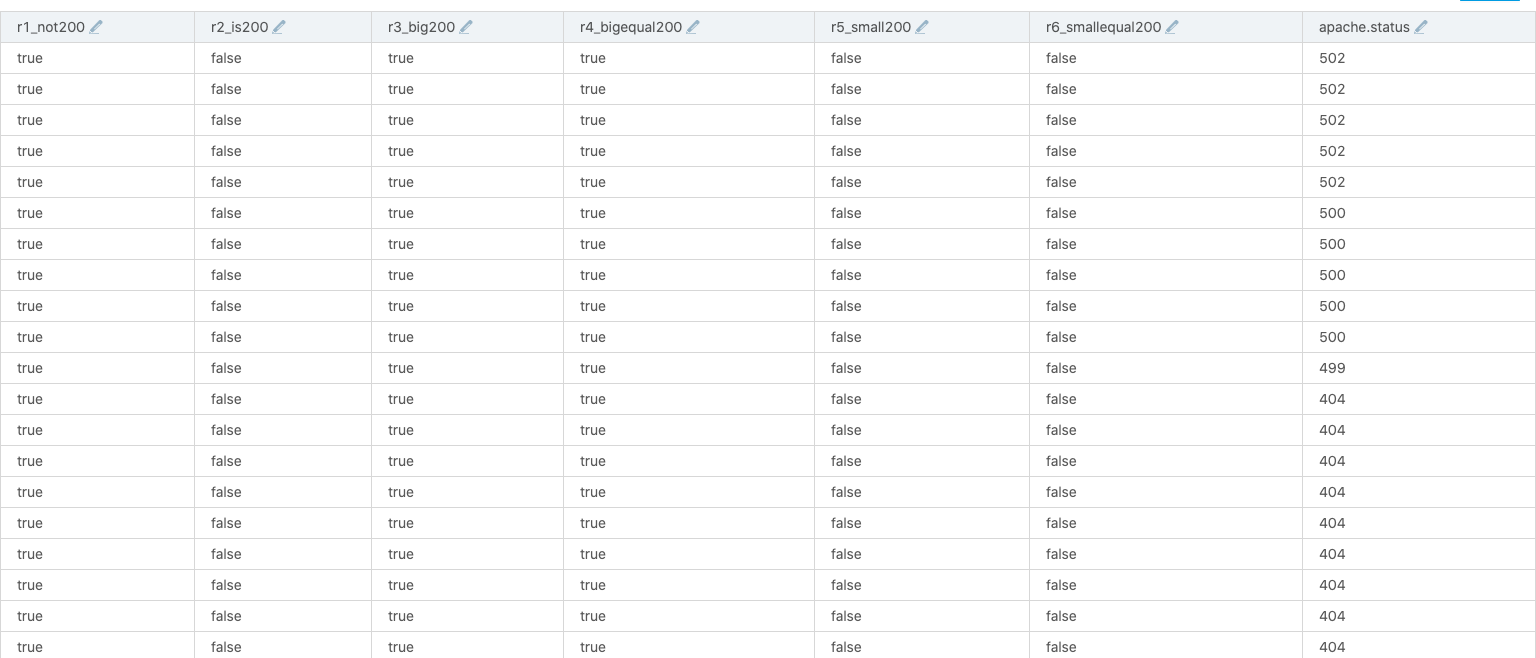 r1_not200 r2_is200 r3_big200 r4_bigequal200 r5_small200 r6_smallequal200 apache.status
true false true true false false 502
true false true true false false 502
true false true true false false 502
true false true true false false 502
true false true true false false 502
true false true true false false 500
true false true true false false 500
true false true true false false 500
true false true true false false 500
true false true true false false 500
true false true true false false 499
true false true true false false 404
true false true true false false 404
true false true true false false 404
true false true true false false 404
true false true true false false 404
true false true true false false 404
true false true true false false 404
true false true true false false 404
true false true true false false 404